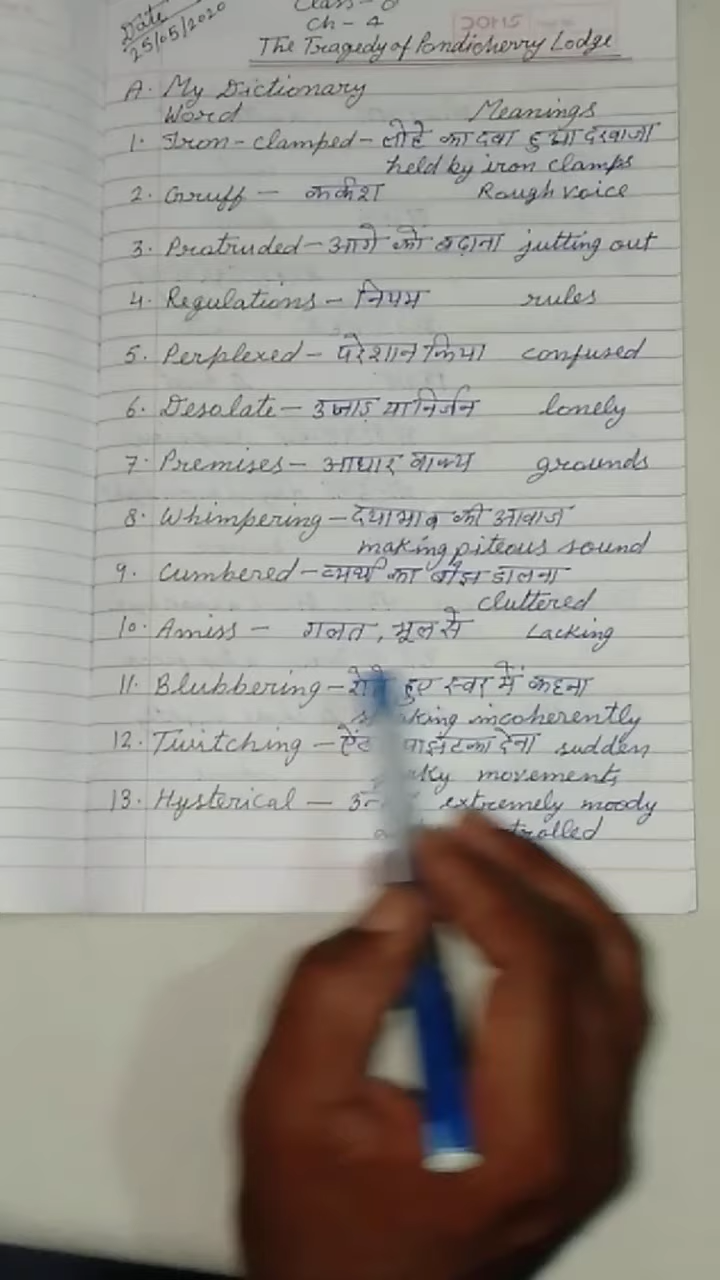 Date
25/05/2020
Class-
Ch-4
The Tragedy of Pondicherry Lodge
A. My Dictionary
Word Meanings
1. Iron-clamped- लोहे का दवा हुआ दरवाजा
held by iron clamps
2. Gruff- कर्कश Rough voice
3. Protruded-आगे को बढ़ाना jutting out
4. Regulations- नियम rules
5. Perplexed- परेशान किया confused
6. Desolate- उजाड़ या निर्जन lonely
7. Premises- आधार वाक्य grounds
8. Whimpering-दयाभाव की आवाज
making piteous sound
9. Cumbered-व्यर्थ का बोझ डालना
cluttered
10. Amiss- गलत, भूल से Lacking
11. Blubbering- हुए स्वर में कहना
incoherently
12. Twitching- देना sudden
movements
13. Hysterical- extremely moody